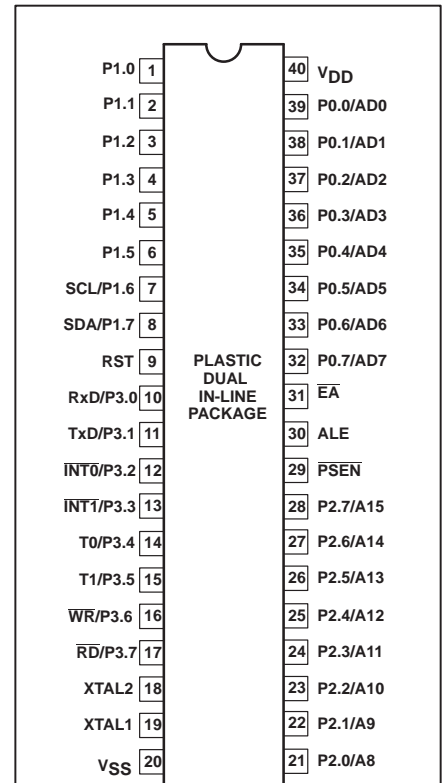 P1.0 1
P1.1 2
P1.2 3
P1.3 4
P1.4 5
P1.5 6
SCL/P1.6 7
SDA/P1.7 8
RST 9
RxD/P3.0 10
TxD/P3.1 11
INT0/P3.2 12
INT1/P3.3 13
T0/P3.4 14
T1/P3.5 15
WR/P3.6 16
RD/P3.7 17
XTAL2 18
XTAL1 19
VSS 20
PLASTIC
DUAL
IN-LINE
PACKAGE
40 VDD
39 P0.0/AD0
38 P0.1/AD1
37 P0.2/AD2
36 P0.3/AD3
35 P0.4/AD4
34 P0.5/AD5
33 P0.6/AD6
32 P0.7/AD7
31 EA
30 ALE
29 PSEN
28 P2.7/A15
27 P2.6/A14
26 P2.5/A13
25 P2.4/A12
24 P2.3/A11
23 P2.2/A10
22 P2.1/A9
21 P2.0/A8